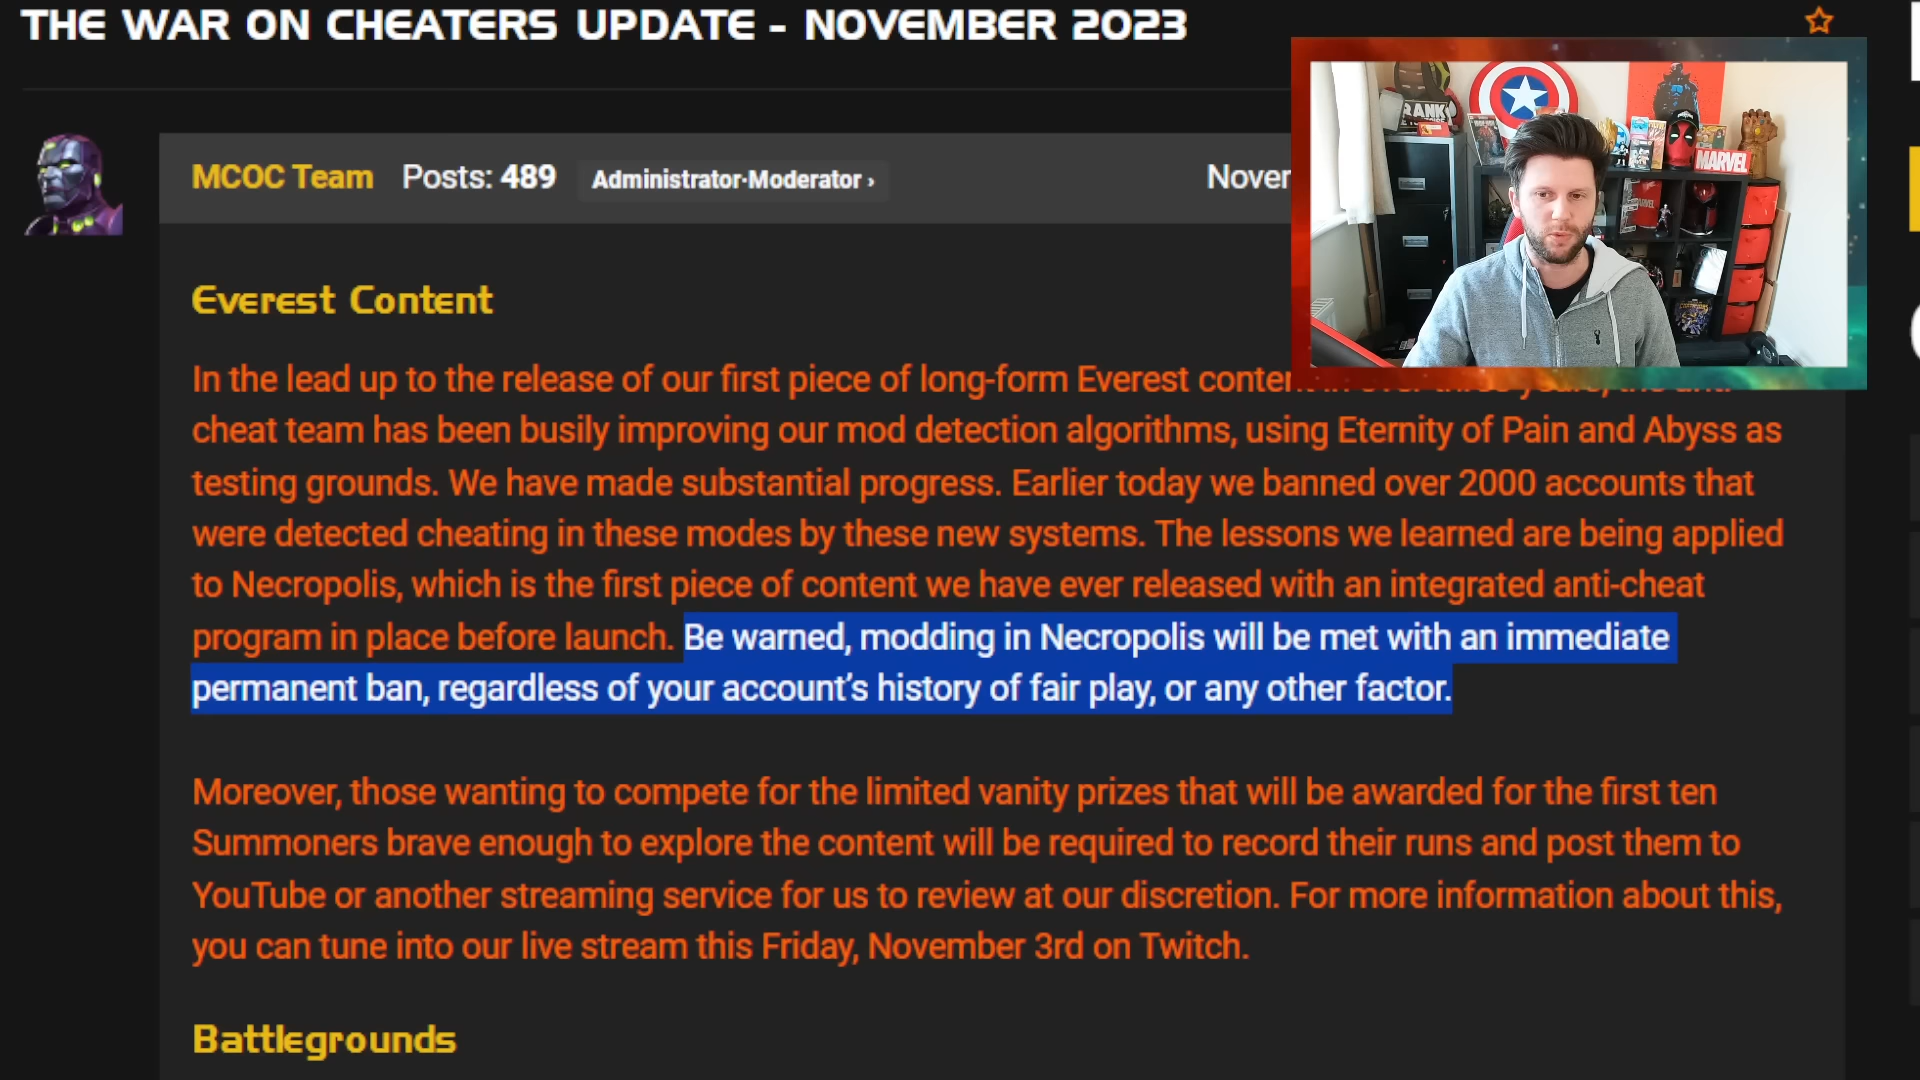 THE WAR ON CHEATERS UPDATE - NOVEMBER 2023
MCOC Team Posts: 489 Administrator·Moderator ›
Everest Content
In the lead up to the release of our first piece of long-form Everest
cheat team has been busily improving our mod detection algorithms, using Eternity of Pain and Abyss as
testing grounds. We have made substantial progress. Earlier today we banned over 2000 accounts that
were detected cheating in these modes by these new systems. The lessons we learned are being applied
to Necropolis, which is the first piece of content we have ever released with an integrated anti-cheat
program in place before launch. Be warned, modding in Necropolis will be met with an immediate
permanent ban, regardless of your account’s history of fair play, or any other factor.
Moreover, those wanting to compete for the limited vanity prizes that will be awarded for the first ten
Summoners brave enough to explore the content will be required to record their runs and post them to
YouTube or another streaming service for us to review at our discretion. For more information about this,
you can tune into our live stream this Friday, November 3rd on Twitch.
Battlegrounds
MARVEL